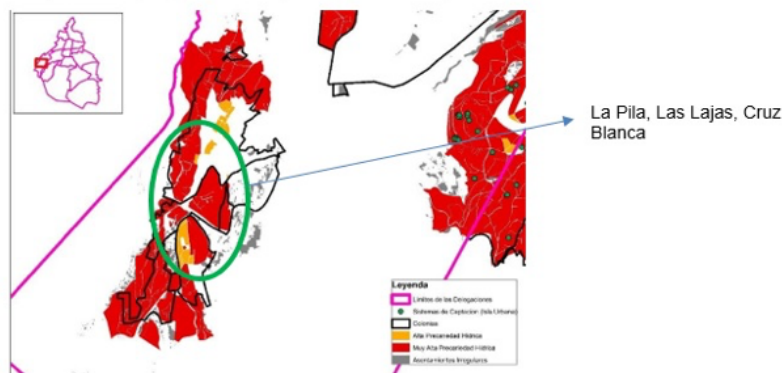 La Pila, Las Lajas, Cruz
Blanca
Leyenda
Límites de las Delegaciones
Sistemas de Captación (Isla Urbana)
Colonias
Alta Precariedad Hídrica
Muy Alta Precariedad Hídrica
Asentamientos Irregulares